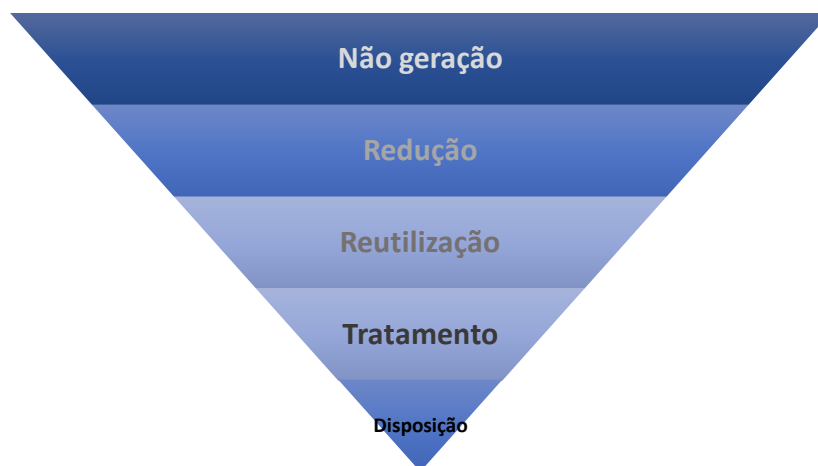 Não geração
Redução
Reutilização
Tratamento
Disposição